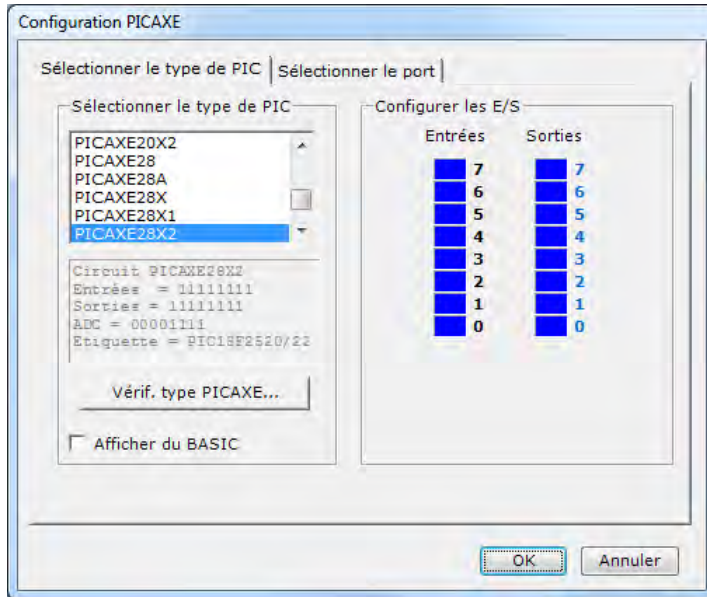 Configuration PICAXE
Sélectionner le type de PIC
Sélectionner le port
Sélectionner le type de PIC
PICAXE20X2
PICAXE28
PICAXE28A
PICAXE28X
PICAXE28X1
PICAXE28X2
Circuit PICAXE28X2
Entrées = 11111111
Sorties = 11111111
ADC = 00001111
Etiquette = PIC18F2520/22
Vérif. type PICAXE...
Afficher du BASIC
Configurer les E/S
Entrées Sorties
7 7
6 6
5 5
4 4
3 3
2 2
1 1
0 0
OK Annuler